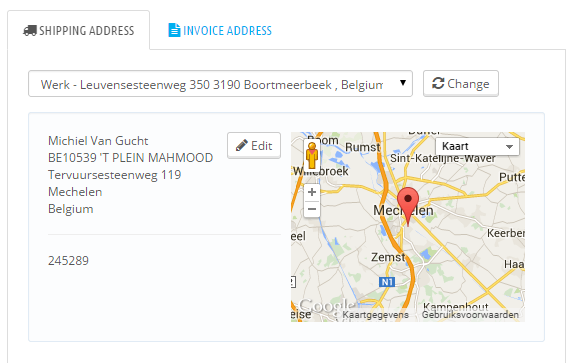 SHIPPING ADDRESS
INVOICE ADDRESS
Werk - Leuvensesteenweg 350 3190 Boortmeerbeek , Belgium
Change
Michiel Van Gucht
BE10539 'T PLEIN MAHMOOD
Tervuursesteenweg 119
Mechelen
Belgium
245289
Edit
Kaart
Boom
Rumst
Duffel
Sint-Katelijne-Waver
Willebroek
Putte
+
Mechelen
−
Keerber
Zemst
Haa
N1
Kampenhout
Google
Kaartgegevens
Gebruiksvoorwaarden